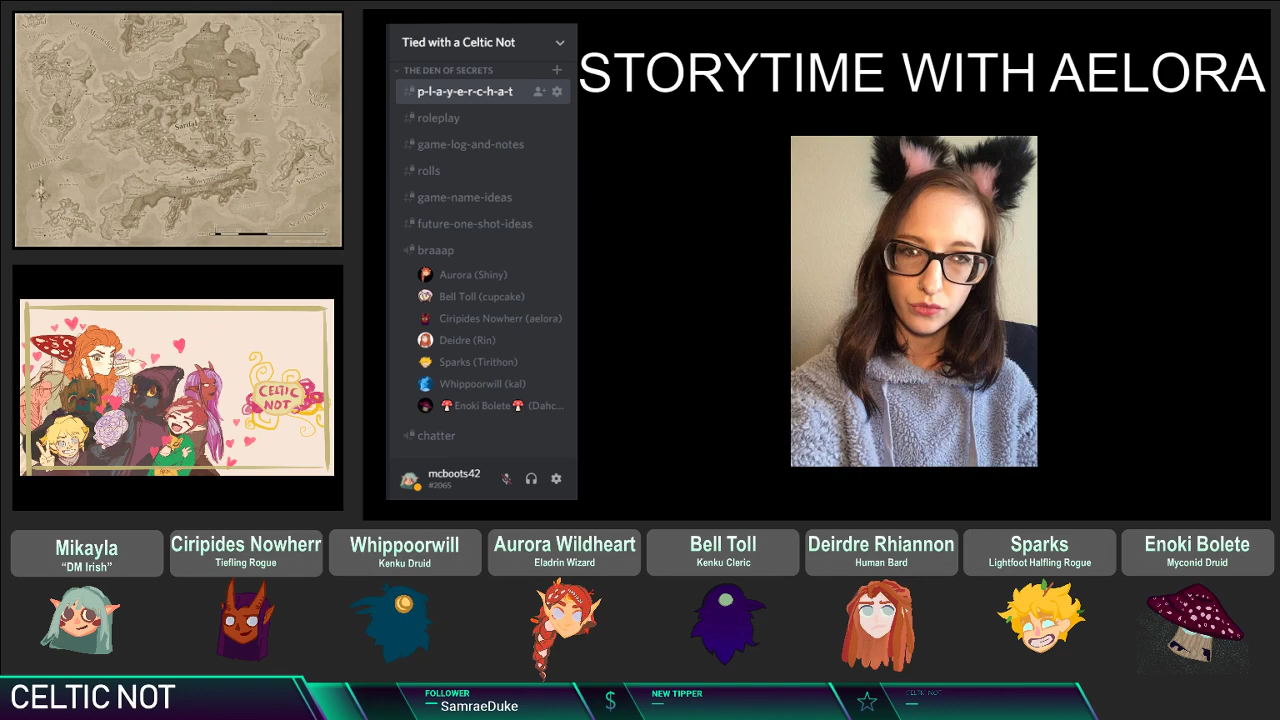 Sarifal
CELTIC
NOT
Tied with a Celtic Not
THE DEN OF SECRETS
p-l-a-y-e-r-c-h-a-t
roleplay
game-log-and-notes
rolls
game-name-ideas
future-one-shot-ideas
braaap
Aurora (Shiny)
Bell Toll (cupcake)
Ciripides Nowherr (aelora)
Deidre (Rin)
Sparks (Tirithon)
Whippoorwill (kal)
🍄Enoki Bolete🍄 (Dahc...
chatter
mcboots42
#2065
STORYTIME WITH AELORA
Mikayla
“DM Irish”
Ciripides Nowherr
Tiefling Rogue
Whippoorwill
Kenku Druid
Aurora Wildheart
Eladrin Wizard
Bell Toll
Kenku Cleric
Deirdre Rhiannon
Human Bard
Sparks
Lightfoot Halfling Rogue
Enoki Bolete
Myconid Druid
CELTIC NOT
FOLLOWER
SamraeDuke
$
NEW TIPPER
CELTIC NOT